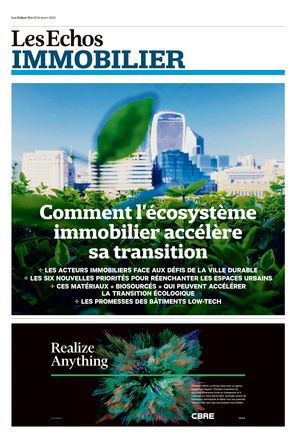 Les Echos Mardi 14 mars 2023
Les Echos
IMMOBILIER
Comment l'écosystème
immobilier accélère
sa transition
✣ LES ACTEURS IMMOBILIERS FACE AUX DÉFIS DE LA VILLE DURABLE
✣ LES SIX NOUVELLES PRIORITÉS POUR RÉENCHANTER LES ESPACES URBAINS
✣ CES MATÉRIAUX « BIOSOURCÉS » QUI PEUVENT ACCÉLÉRER
LA TRANSITION ÉCOLOGIQUE
✣ LES PROMESSES DES BÂTIMENTS LOW-TECH
Realize
Anything
CBRE